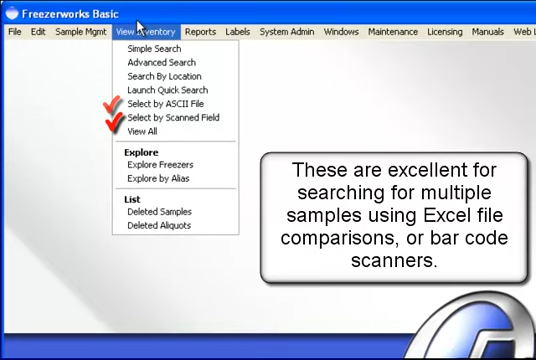 Freezerworks Basic
File Edit Sample Mgmt View Inventory Reports Labels System Admin Windows Maintenance Licensing Manuals Web L
Simple Search
Advanced Search
Search By Location
Launch Quick Search
Select by ASCII File
Select by Scanned Field
View All
Explore
Explore Freezers
Explore by Alias
List
Deleted Samples
Deleted Aliquots
These are excellent for
searching for multiple
samples using Excel file
comparisons, or bar code
scanners.